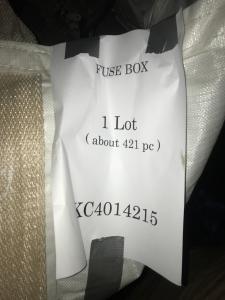 FUSE BOX
1 Lot
( about 421 pc )
KC4014215